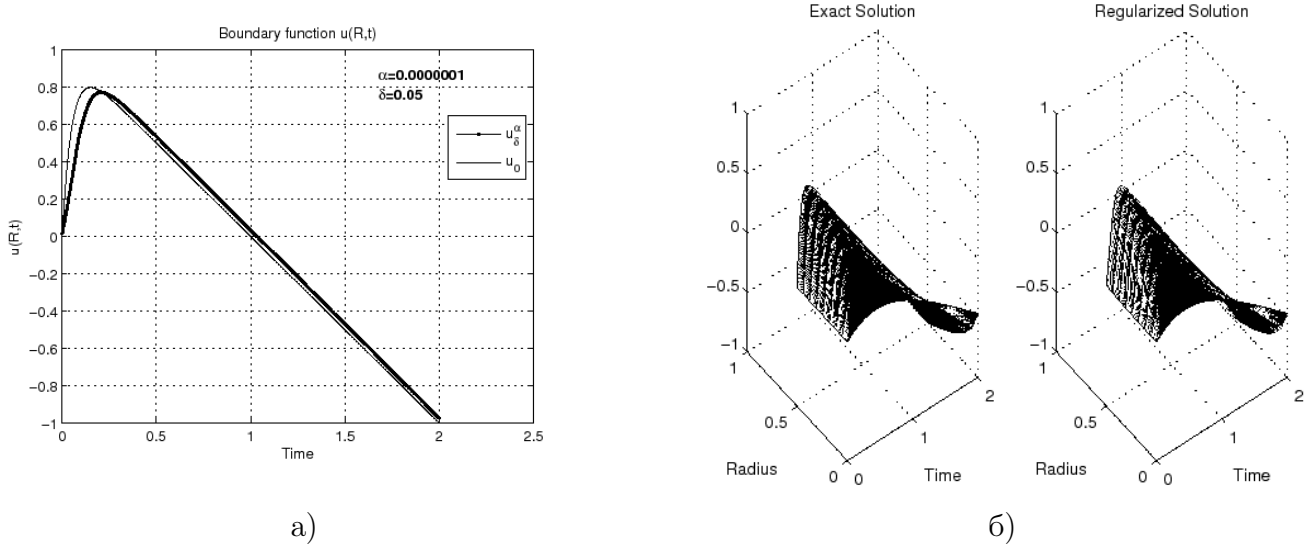 Boundary function u(R,t)
α=0.0000001
δ=0.05
u_δ^α
u_0
u(R,t)
1
0.8
0.6
0.4
0.2
0
−0.2
−0.4
−0.6
−0.8
−1
0 0.5 1 1.5 2 2.5
Time
а)
Exact Solution
1
0.5
0
−0.5
−1
1
0.5
0
0
1
2
Radius
Time
Regularized Solution
1
0.5
0
−0.5
−1
1
0.5
0
0
1
2
Radius
Time
б)